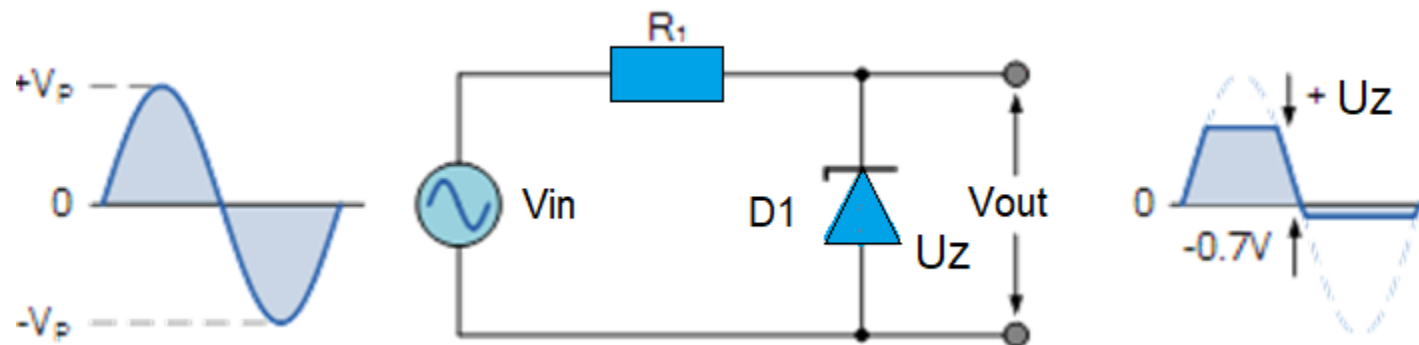 +Vₚ
0
-Vₚ
R₁
Vin
D1
Uz
Vout
+ Uz
0
-0.7V